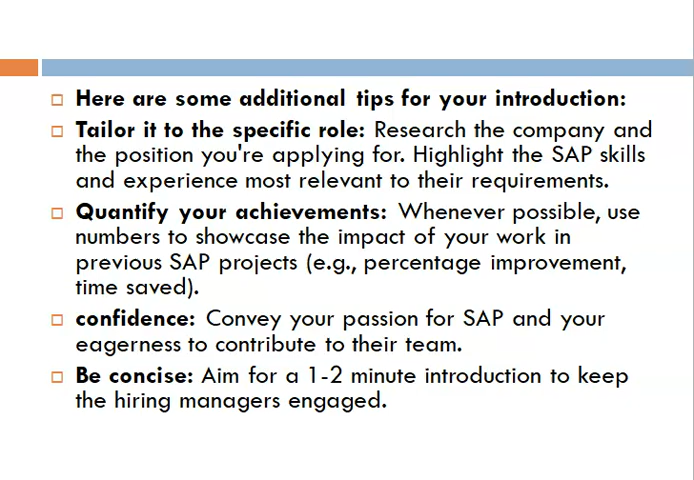 Here are some additional tips for your introduction:
Tailor it to the specific role: Research the company and
the position you're applying for. Highlight the SAP skills
and experience most relevant to their requirements.
Quantify your achievements: Whenever possible, use
numbers to showcase the impact of your work in
previous SAP projects (e.g., percentage improvement,
time saved).
confidence: Convey your passion for SAP and your
eagerness to contribute to their team.
Be concise: Aim for a 1-2 minute introduction to keep
the hiring managers engaged.